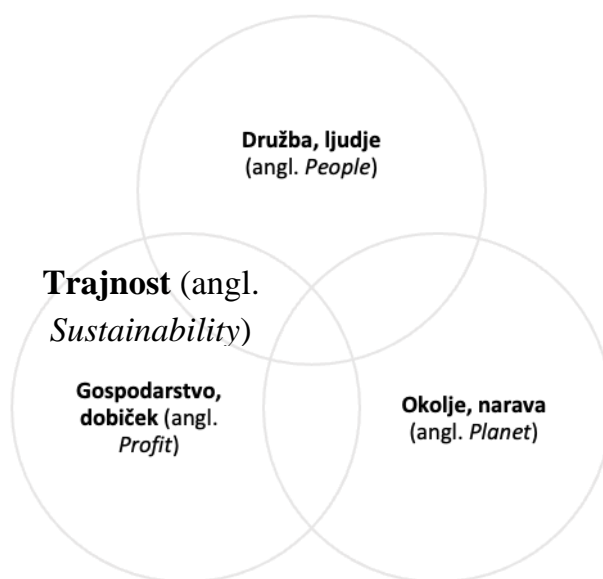 Družba, ljudje
(angl. People)
Trajnost (angl.
Sustainability)
Gospodarstvo,
dobiček (angl.
Profit)
Okolje, narava
(angl. Planet)